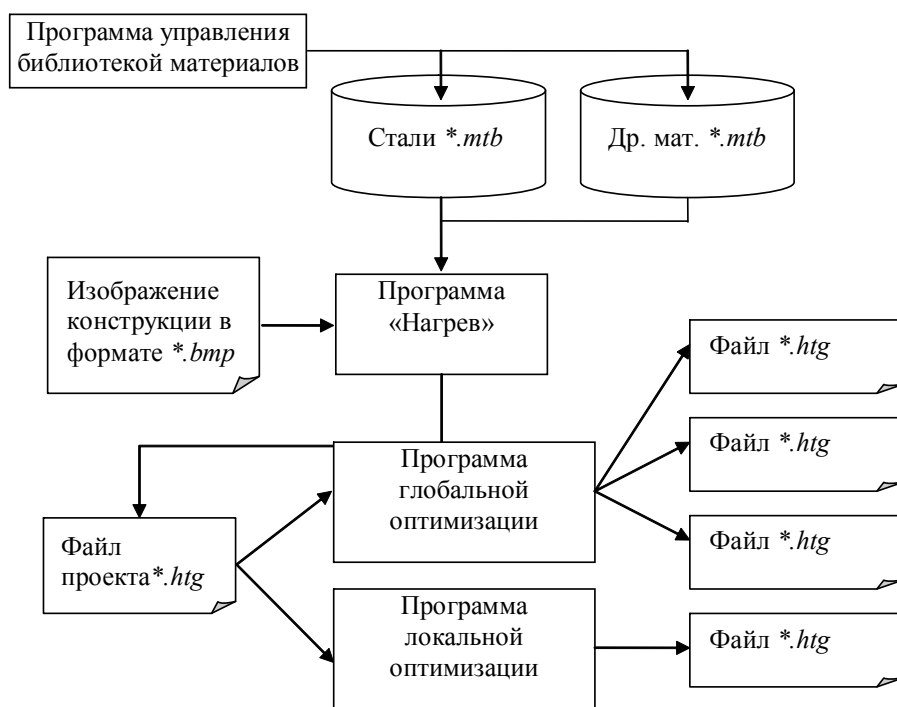 Программа управления
библиотекой материалов
Стали *.mtb
Др. мат. *.mtb
Изображение
конструкции в
формате *.bmp
Программа
«Нагрев»
Файл *.htg
Файл *.htg
Программа
глобальной
оптимизации
Файл *.htg
Файл
проекта*.htg
Программа
локальной
оптимизации
Файл *.htg